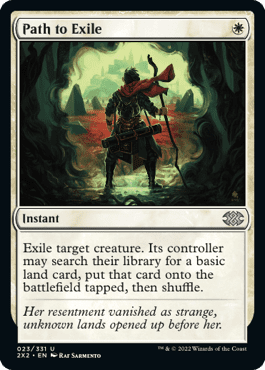 Path to Exile
Instant
Exile target creature. Its controller
may search their library for a basic
land card, put that card onto the
battlefield tapped, then shuffle.
Her resentment vanished as strange,
unknown lands opened up before her.
023/331 U
2X2 • EN Raf Sarmento
™ & © 2022 Wizards of the Coast